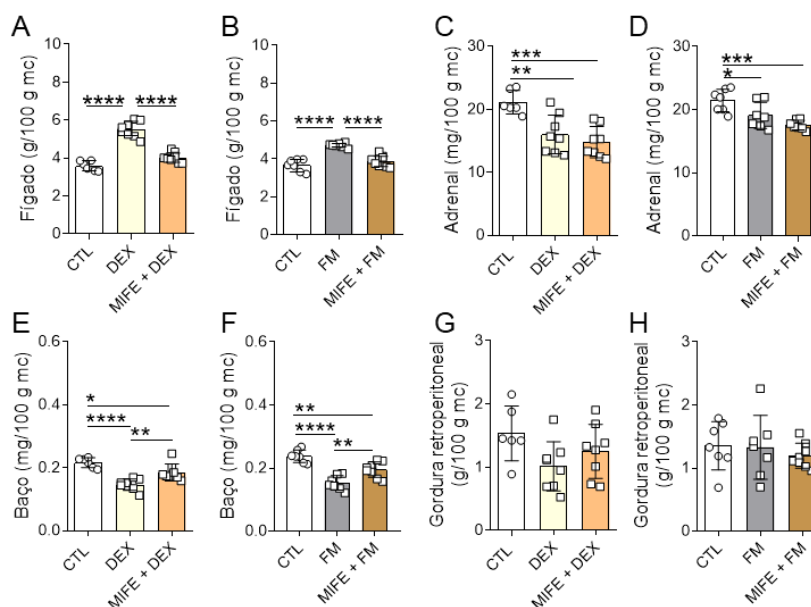 A
Fígado (g/100 g mc)
10
8
6
4
2
0
****
****
CTL
DEX
MIFE + DEX
B
Fígado (g/100 g mc)
10
8
6
4
2
0
****
****
CTL
FM
MIFE + FM
C
Adrenal (mg/100 g mc)
30
20
10
0
***
**
CTL
DEX
MIFE + DEX
D
Adrenal (mg/100 g mc)
30
20
10
0
***
*
CTL
FM
MIFE + FM
E
Baço (mg/100 g mc)
0.6
0.4
0.2
0.0
*
****
**
CTL
DEX
MIFE + DEX
F
Baço (mg/100 g mc)
0.6
0.4
0.2
0.0
**
****
**
CTL
FM
MIFE + FM
G
Gordura retroperitoneal
(g/100 g mc)
3
2
1
0
CTL
DEX
MIFE + DEX
H
Gordura retroperitoneal
(g/100 g mc)
3
2
1
0
CTL
FM
MIFE + FM